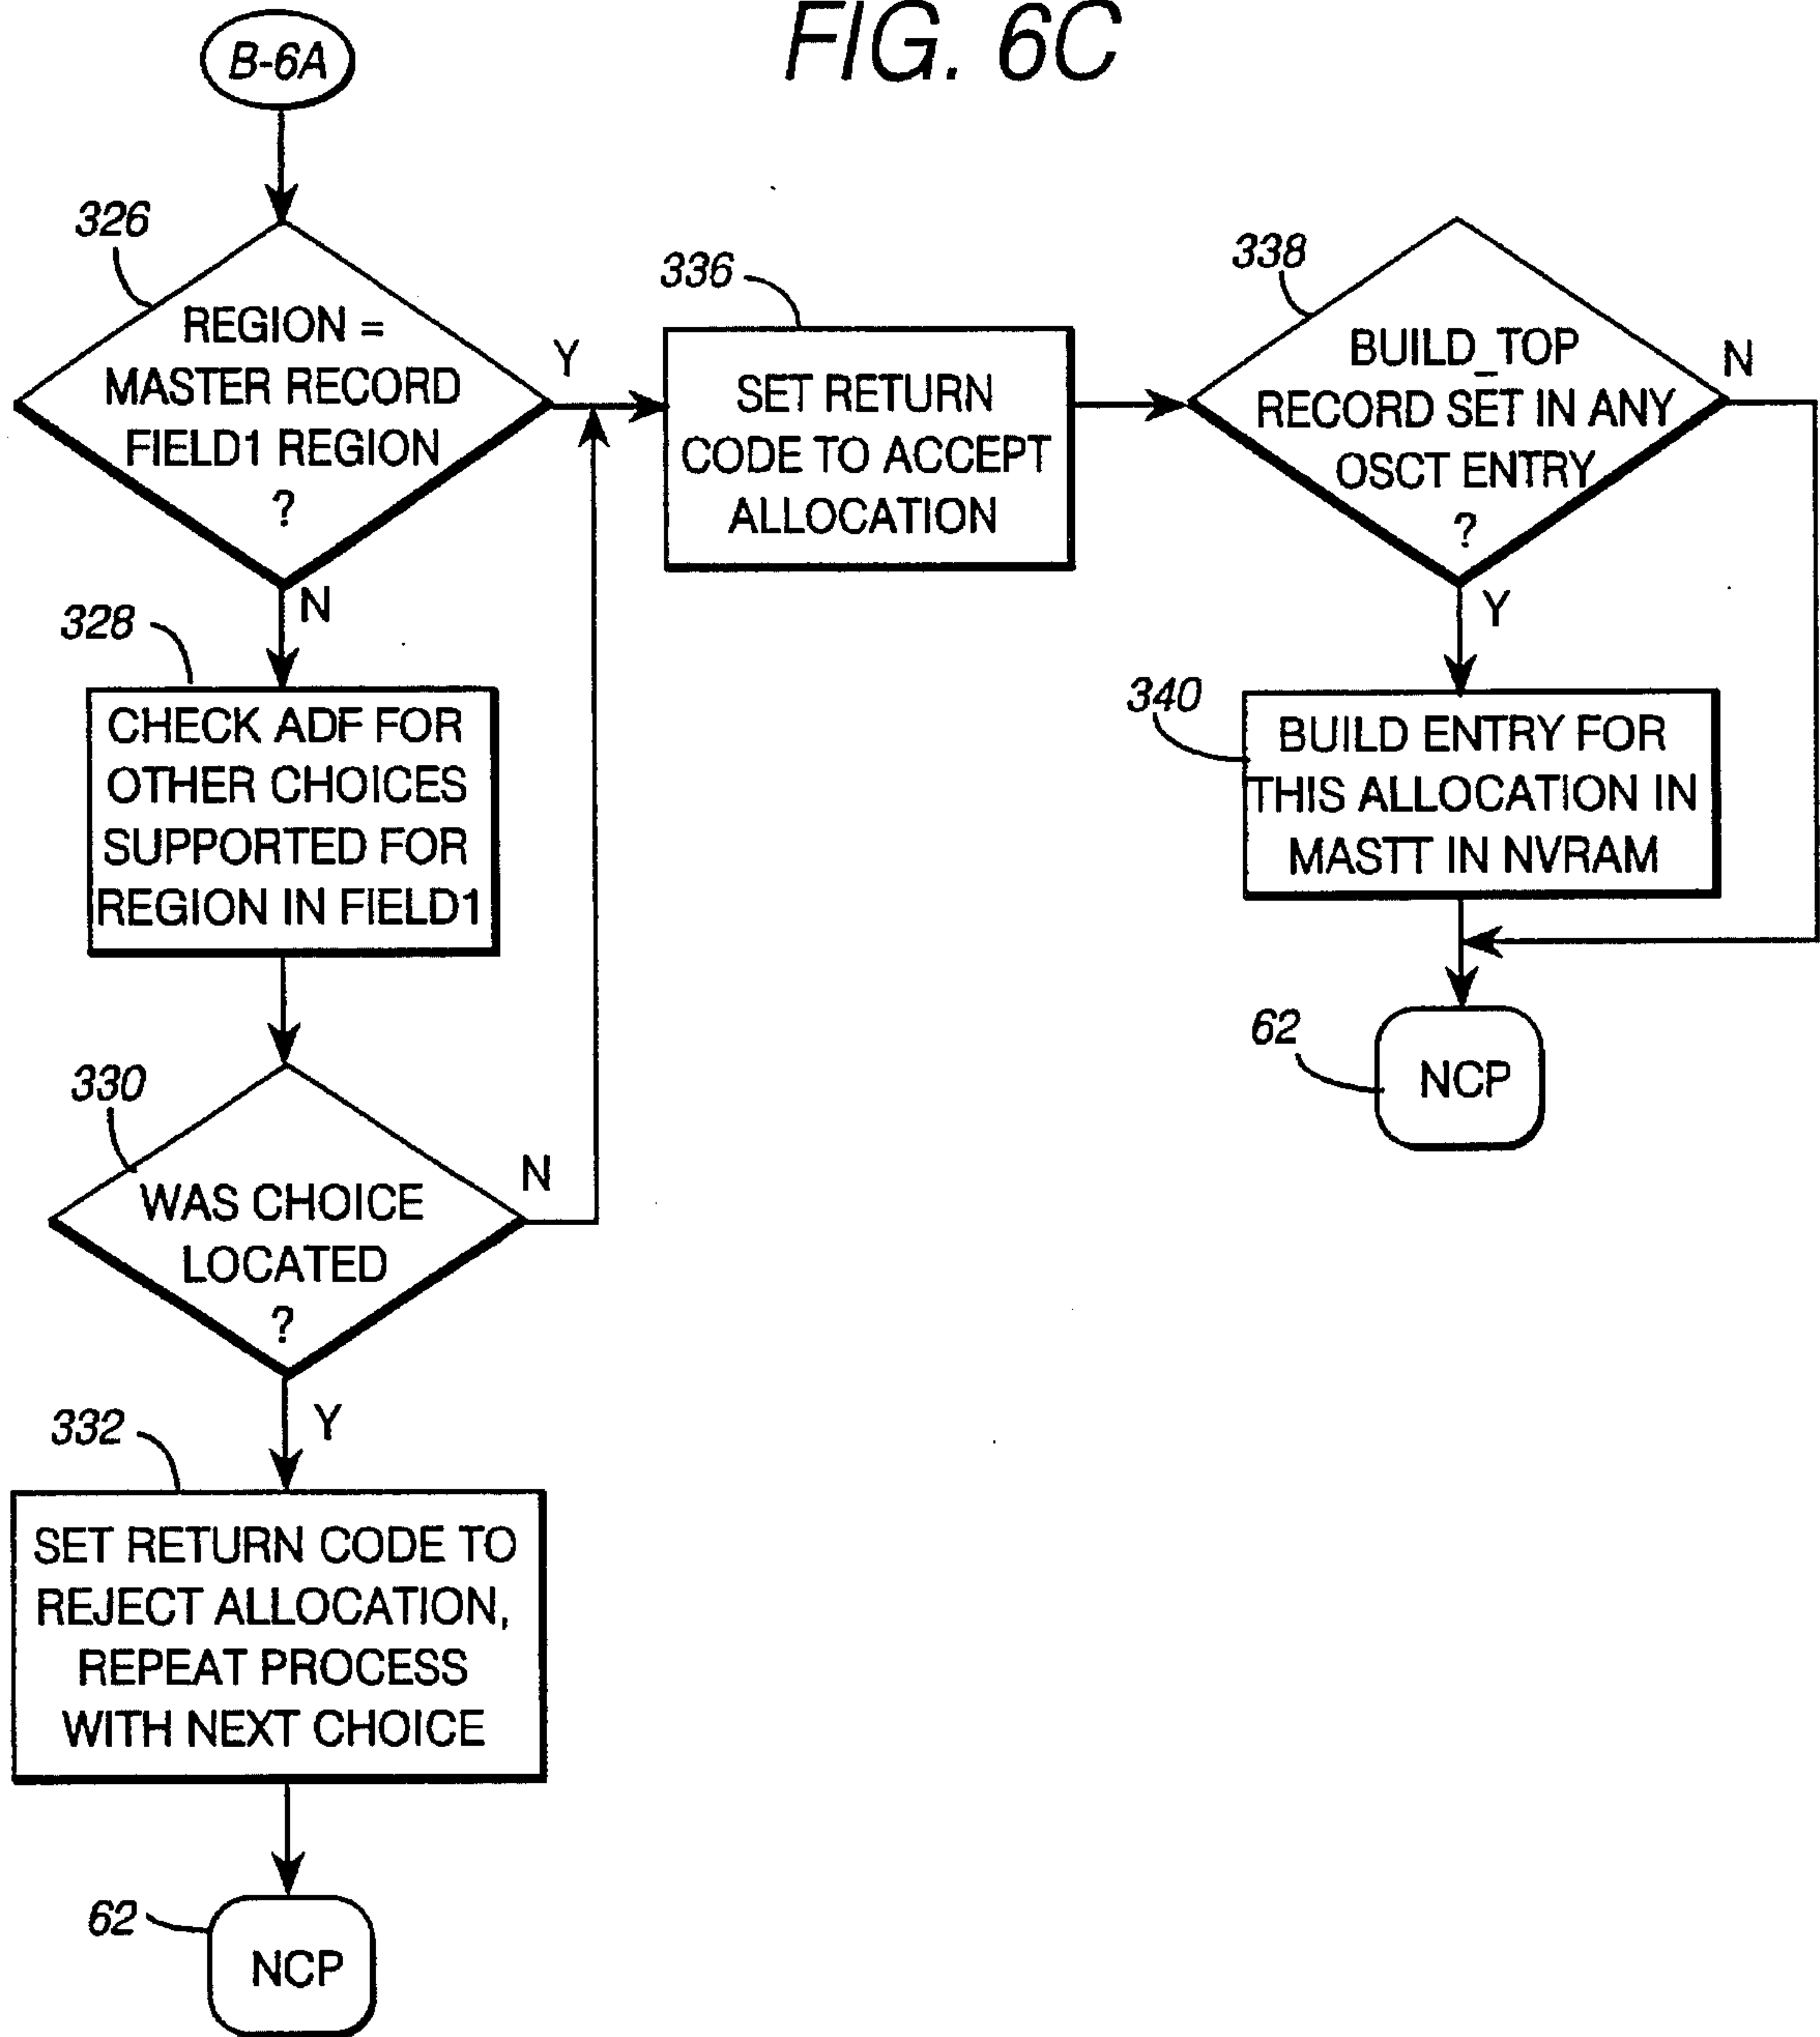 FIG. 6C
B-6A
326
REGION =
MASTER RECORD
FIELD1 REGION
?
Y
N
336
SET RETURN
CODE TO ACCEPT
ALLOCATION
338
BUILD_TOP
RECORD SET IN ANY
OSCT ENTRY
?
N
Y
328
CHECK ADF FOR
OTHER CHOICES
SUPPORTED FOR
REGION IN FIELD1
340
BUILD ENTRY FOR
THIS ALLOCATION IN
MASTT IN NVRAM
62
NCP
330
WAS CHOICE
LOCATED
?
N
Y
332
SET RETURN CODE TO
REJECT ALLOCATION,
REPEAT PROCESS
WITH NEXT CHOICE
62
NCP